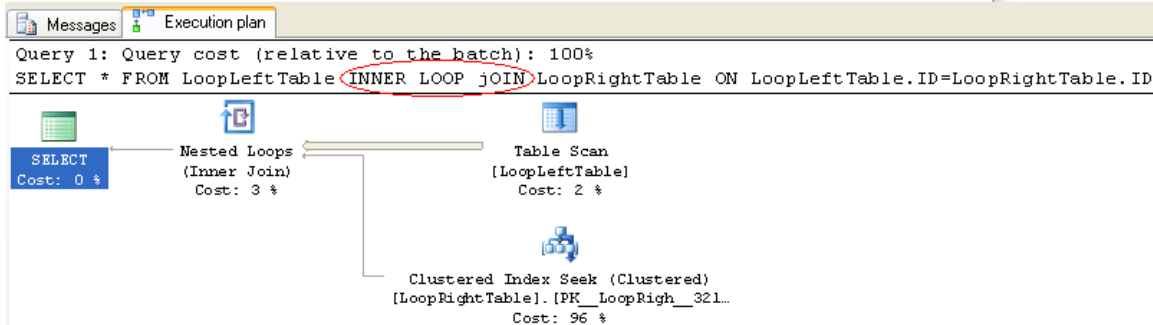 Messages Execution plan
Query 1: Query cost (relative to the batch): 100%
SELECT * FROM LoopLeftTable INNER LOOP jOIN LoopRightTable ON LoopLeftTable.ID=LoopRightTable.ID
SELECT
Cost: 0 %
Nested Loops
(Inner Join)
Cost: 3 %
Table Scan
[LoopLeftTable]
Cost: 2 %
Clustered Index Seek (Clustered)
[LoopRightTable].[PK__LoopRigh__321…
Cost: 96 %